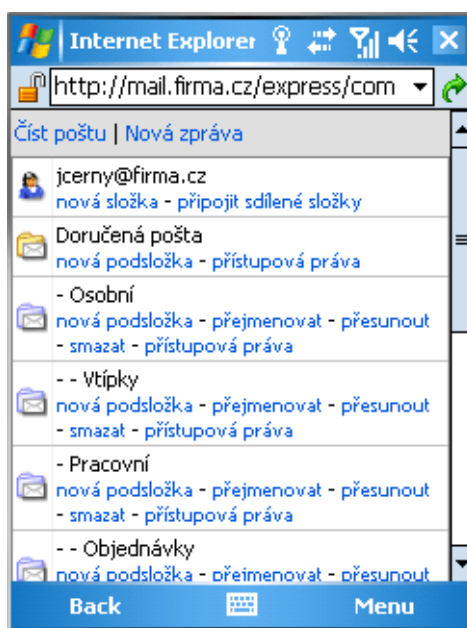 Internet Explorer
http://mail.firma.cz/express/com
Číst poštu | Nová zpráva
jcerny@firma.cz
nová složka - připojit sdílené složky
Doručená pošta
nová podsložka - přístupová práva
- Osobní
nová podsložka - přejmenovat - přesunout
- smazat - přístupová práva
- - Vtípky
nová podsložka - přejmenovat - přesunout
- smazat - přístupová práva
- Pracovní
nová podsložka - přejmenovat - přesunout
- smazat - přístupová práva
- - Objednávky
nová podsložka - přejmenovat - přesunout
Back Menu